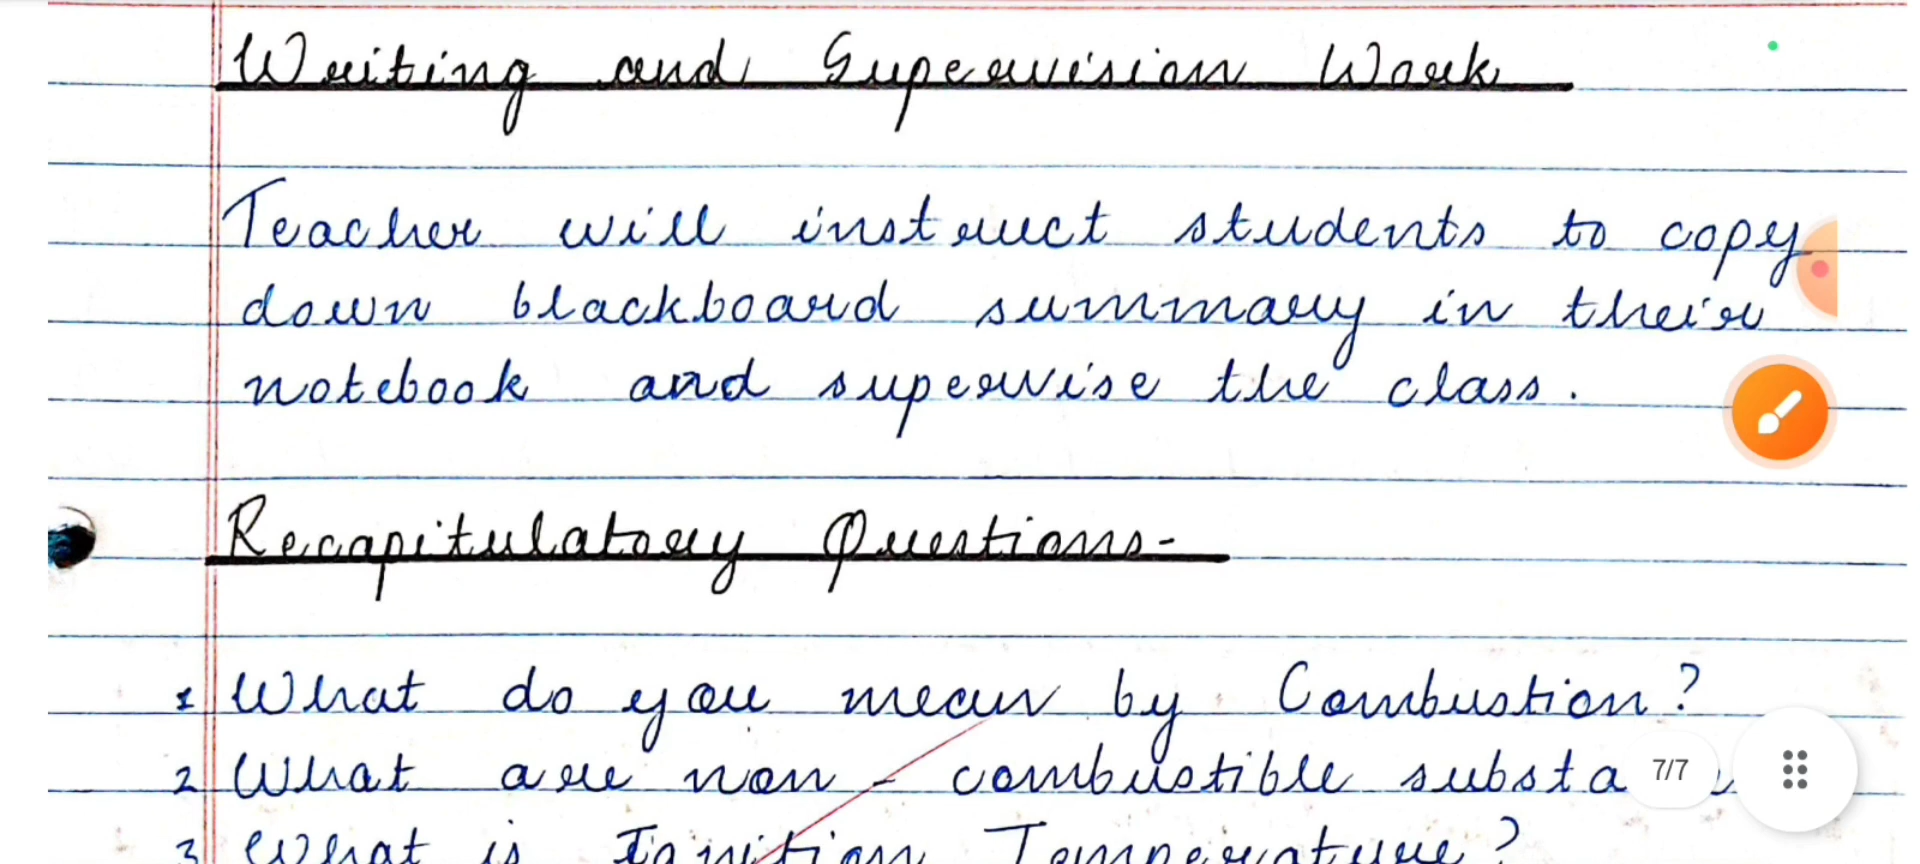 Writing and Supervision Work
Teacher will instruct students to copy
down blackboard summary in their
notebook and supervise the class.
Recapitulatory Questions-
1 What do you mean by Combustion?
2 What are non - combustible substa
7/7
3 What is Ignition Temperature?